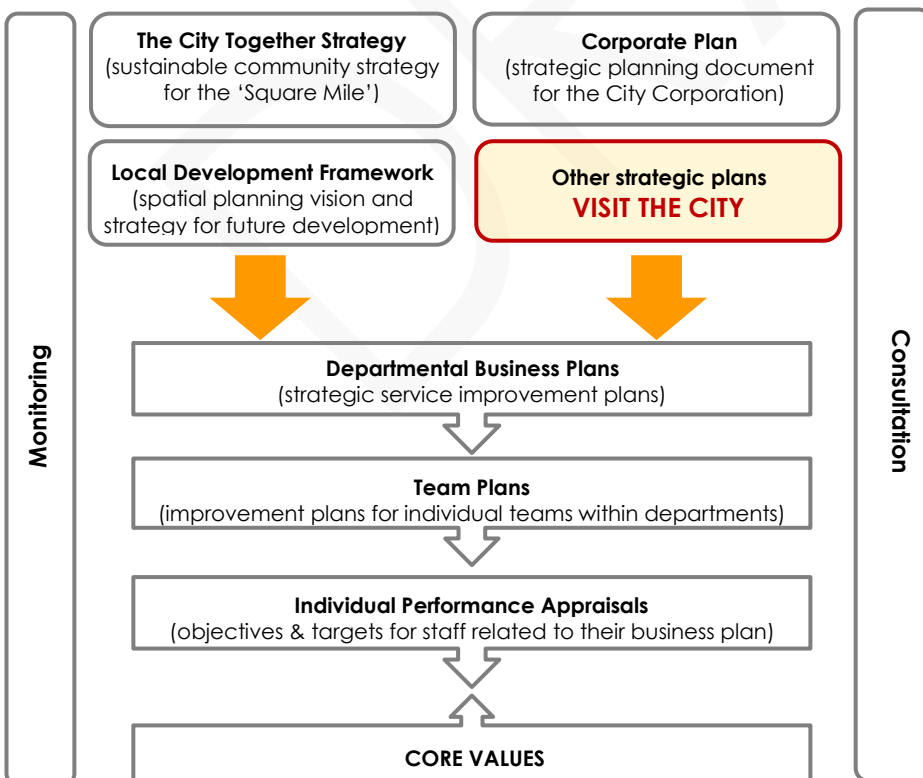 The City Together Strategy
(sustainable community strategy
for the ‘Square Mile’)
Corporate Plan
(strategic planning document
for the City Corporation)
Local Development Framework
(spatial planning vision and
strategy for future development)
Other strategic plans
VISIT THE CITY
Monitoring
Consultation
Departmental Business Plans
(strategic service improvement plans)
Team Plans
(improvement plans for individual teams within departments)
Individual Performance Appraisals
(objectives & targets for staff related to their business plan)
CORE VALUES